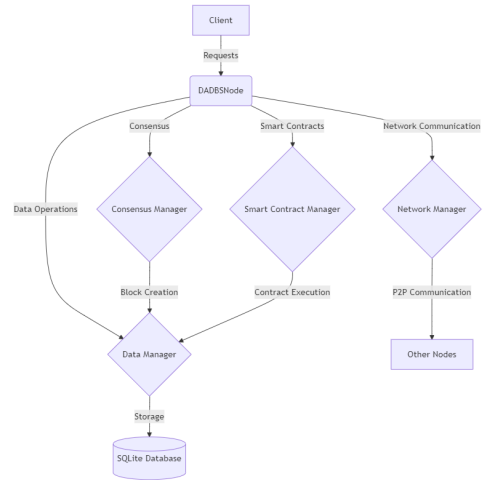 Client
Requests
DADBSNode
Consensus
Smart Contracts
Network Communication
Data Operations
Consensus Manager
Smart Contract Manager
Network Manager
Block Creation
Contract Execution
P2P Communication
Data Manager
Other Nodes
Storage
SQLite Database